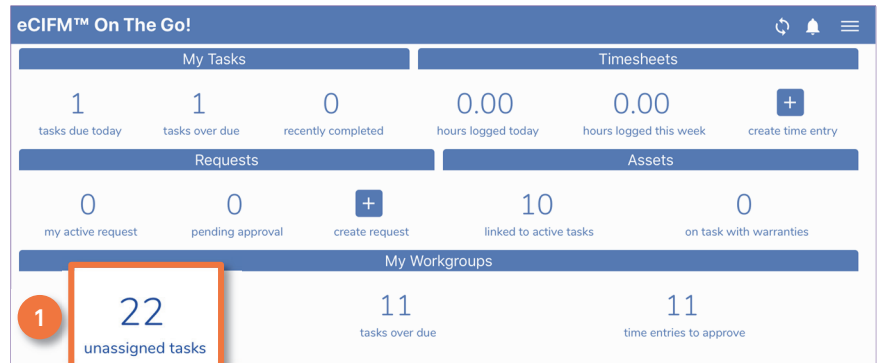 eCIFM™ On The Go!
My Tasks
Timesheets
1
1
0
0.00
0.00
+
tasks due today
tasks over due
recently completed
hours logged today
hours logged this week
create time entry
Requests
Assets
0
0
+
10
0
my active request
pending approval
create request
linked to active tasks
on task with warranties
My Workgroups
1
22
11
11
unassigned tasks
tasks over due
time entries to approve